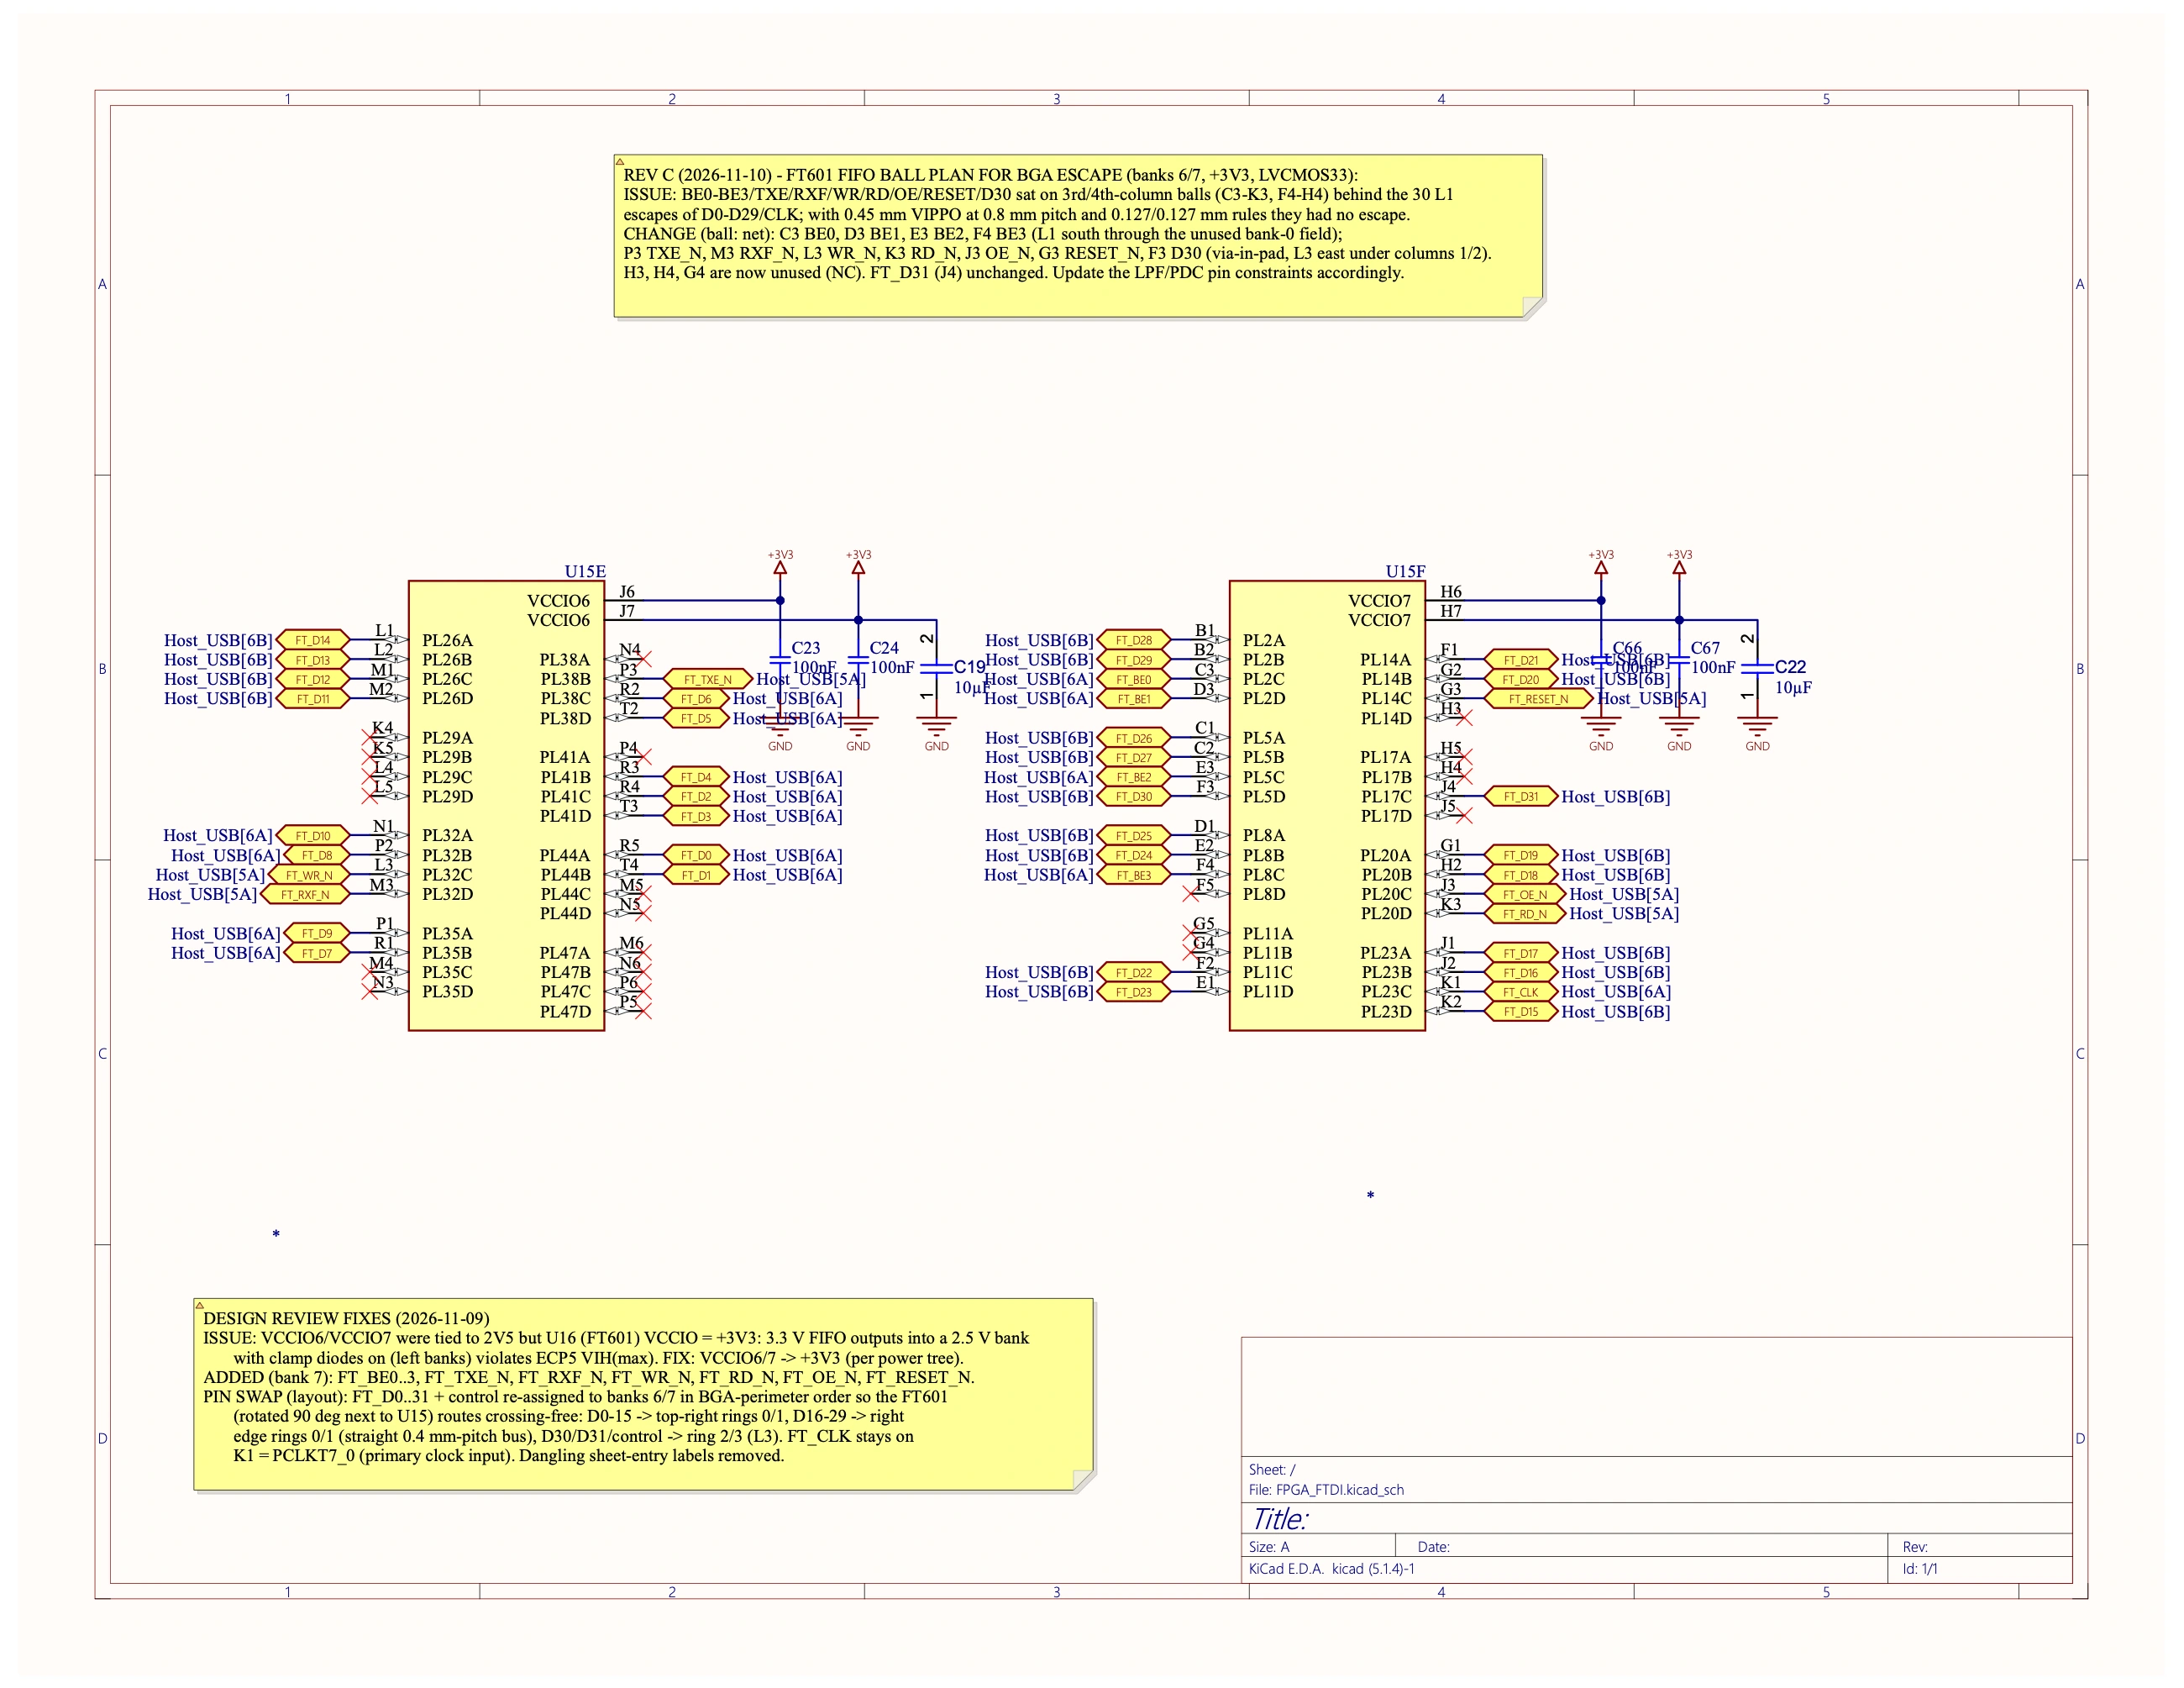 1 2 3 4 5
A A
B B
C C
D D
1 2 3 4 5
REV C (2026-11-10) - FT601 FIFO BALL PLAN FOR BGA ESCAPE (banks 6/7, +3V3, LVCMOS33):
ISSUE: BE0-BE3/TXE/RXF/WR/RD/OE/RESET/D30 sat on 3rd/4th-column balls (C3-K3, F4-H4) behind the 30 L1
escapes of D0-D29/CLK; with 0.45 mm VIPPO at 0.8 mm pitch and 0.127/0.127 mm rules they had no escape.
CHANGE (ball: net): C3 BE0, D3 BE1, E3 BE2, F4 BE3 (L1 south through the unused bank-0 field);
P3 TXE_N, M3 RXF_N, L3 WR_N, K3 RD_N, J3 OE_N, G3 RESET_N, F3 D30 (via-in-pad, L3 east under columns 1/2).
H3, H4, G4 are now unused (NC). FT_D31 (J4) unchanged. Update the LPF/PDC pin constraints accordingly.
U15E
Host_USB[6B] FT_D14 L1 PL26A
Host_USB[6B] FT_D13 L2 PL26B
Host_USB[6B] FT_D12 M1 PL26C
Host_USB[6B] FT_D11 M2 PL26D
K4 PL29A
K5 PL29B
L4 PL29C
L5 PL29D
Host_USB[6A] FT_D10 N1 PL32A
Host_USB[6A] FT_D8 P2 PL32B
Host_USB[5A] FT_WR_N L3 PL32C
Host_USB[5A] FT_RXF_N M3 PL32D
Host_USB[6A] FT_D9 P1 PL35A
Host_USB[6A] FT_D7 R1 PL35B
M4 PL35C
N3 PL35D
VCCIO6 J6
VCCIO6 J7
PL38A N4
PL38B P3 FT_TXE_N Host_USB[5A]
PL38C R2 FT_D6 Host_USB[6A]
PL38D T2 FT_D5 Host_USB[6A]
PL41A P4
PL41B R3 FT_D4 Host_USB[6A]
PL41C R4 FT_D2 Host_USB[6A]
PL41D T3 FT_D3 Host_USB[6A]
PL44A R5 FT_D0 Host_USB[6A]
PL44B T4 FT_D1 Host_USB[6A]
PL44C M5
PL44D N5
PL47A M6
PL47B N6
PL47C P6
PL47D P5
+3V3 +3V3
C23 100nF
C24 100nF
2 C19 10µF 1
GND GND GND
U15F
Host_USB[6B] FT_D28 B1 PL2A
Host_USB[6B] FT_D29 B2 PL2B
Host_USB[6A] FT_BE0 C3 PL2C
Host_USB[6A] FT_BE1 D3 PL2D
Host_USB[6B] FT_D26 C1 PL5A
Host_USB[6B] FT_D27 C2 PL5B
Host_USB[6A] FT_BE2 E3 PL5C
Host_USB[6B] FT_D30 F3 PL5D
Host_USB[6B] FT_D25 D1 PL8A
Host_USB[6B] FT_D24 E2 PL8B
Host_USB[6A] FT_BE3 F4 PL8C
F5 PL8D
G5 PL11A
G4 PL11B
Host_USB[6B] FT_D22 F2 PL11C
Host_USB[6B] FT_D23 E1 PL11D
VCCIO7 H6
VCCIO7 H7
PL14A F1 FT_D21 Host_USB[6B]
PL14B G2 FT_D20 Host_USB[6B]
PL14C G3 FT_RESET_N Host_USB[5A]
PL14D H3
PL17A H5
PL17B H4
PL17C J4 FT_D31 Host_USB[6B]
PL17D J5
PL20A G1 FT_D19 Host_USB[6B]
PL20B H2 FT_D18 Host_USB[6B]
PL20C J3 FT_OE_N Host_USB[5A]
PL20D K3 FT_RD_N Host_USB[5A]
PL23A J1 FT_D17 Host_USB[6B]
PL23B J2 FT_D16 Host_USB[6B]
PL23C K1 FT_CLK Host_USB[6A]
PL23D K2 FT_D15 Host_USB[6B]
+3V3 +3V3
C66 100nF
C67 100nF
2 C22 10µF 1
GND GND GND
*
*
DESIGN REVIEW FIXES (2026-11-09)
ISSUE: VCCIO6/VCCIO7 were tied to 2V5 but U16 (FT601) VCCIO = +3V3: 3.3 V FIFO outputs into a 2.5 V bank
with clamp diodes on (left banks) violates ECP5 VIH(max). FIX: VCCIO6/7 -> +3V3 (per power tree).
ADDED (bank 7): FT_BE0..3, FT_TXE_N, FT_RXF_N, FT_WR_N, FT_RD_N, FT_OE_N, FT_RESET_N.
PIN SWAP (layout): FT_D0..31 + control re-assigned to banks 6/7 in BGA-perimeter order so the FT601
(rotated 90 deg next to U15) routes crossing-free: D0-15 -> top-right rings 0/1, D16-29 -> right
edge rings 0/1 (straight 0.4 mm-pitch bus), D30/D31/control -> ring 2/3 (L3). FT_CLK stays on
K1 = PCLKT7_0 (primary clock input). Dangling sheet-entry labels removed.
Sheet: /
File: FPGA_FTDI.kicad_sch
Title:
Size: A Date: Rev:
KiCad E.D.A. kicad (5.1.4)-1 Id: 1/1